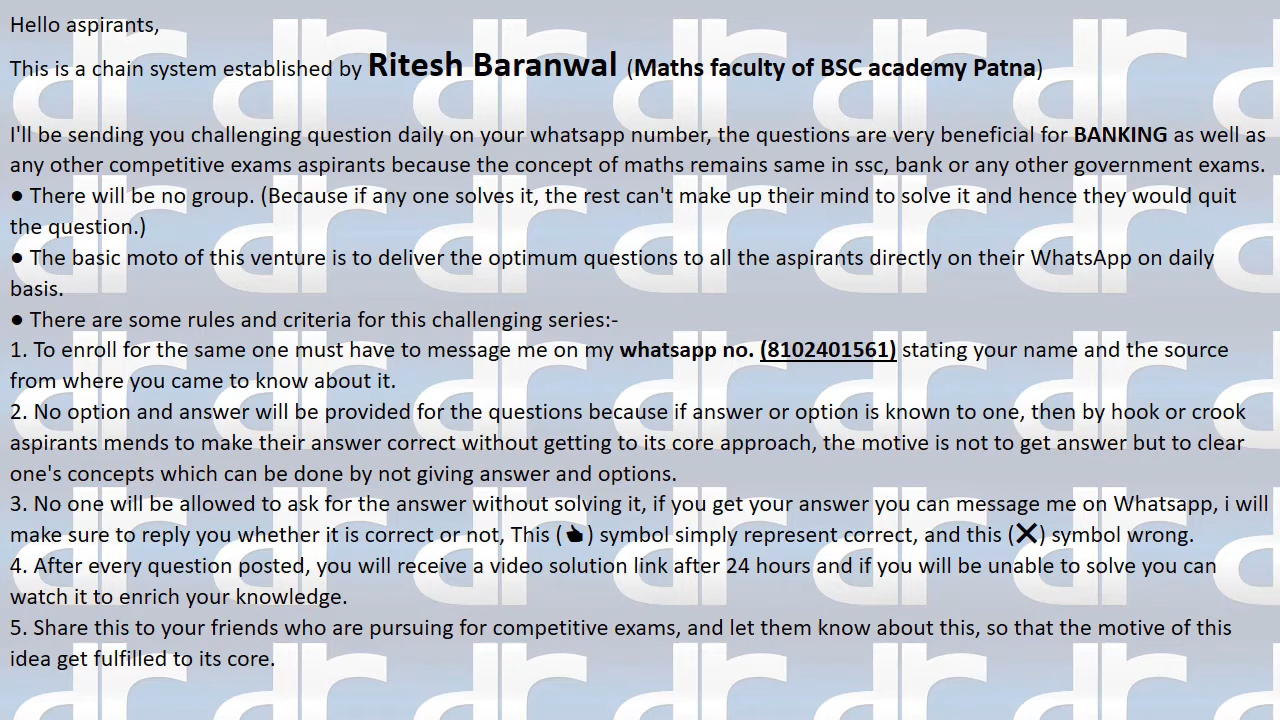 Hello aspirants,
This is a chain system established by Ritesh Baranwal (Maths faculty of BSC academy Patna)
I'll be sending you challenging question daily on your whatsapp number, the questions are very beneficial for BANKING as well as
any other competitive exams aspirants because the concept of maths remains same in ssc, bank or any other government exams.
● There will be no group. (Because if any one solves it, the rest can't make up their mind to solve it and hence they would quit
the question.)
● The basic moto of this venture is to deliver the optimum questions to all the aspirants directly on their WhatsApp on daily
basis.
● There are some rules and criteria for this challenging series:-
1. To enroll for the same one must have to message me on my whatsapp no. (8102401561) stating your name and the source
from where you came to know about it.
2. No option and answer will be provided for the questions because if answer or option is known to one, then by hook or crook
aspirants mends to make their answer correct without getting to its core approach, the motive is not to get answer but to clear
one's concepts which can be done by not giving answer and options.
3. No one will be allowed to ask for the answer without solving it, if you get your answer you can message me on Whatsapp, i will
make sure to reply you whether it is correct or not, This (👍) symbol simply represent correct, and this (❌) symbol wrong.
4. After every question posted, you will receive a video solution link after 24 hours and if you will be unable to solve you can
watch it to enrich your knowledge.
5. Share this to your friends who are pursuing for competitive exams, and let them know about this, so that the motive of this
idea get fulfilled to its core.